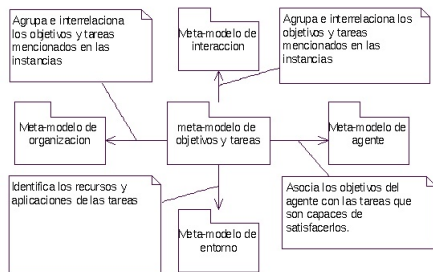 Agrupa e interrelaciona
los objetivos y tareas
mencionados en las
instancias
Meta-modelo de
interaccion
Agrupa e interrelaciona los
objetivos y tareas
mencionados en las
instancias
Meta-modelo de
organizacion
meta-modelo de
objetivos y tareas
Meta-modelo de
agente
Identifica los recursos y
aplicaciones de las tareas
Meta-modelo de
entorno
Asocia los objetivos del
agente con las tareas que
son capaces de
satisfacerlos.